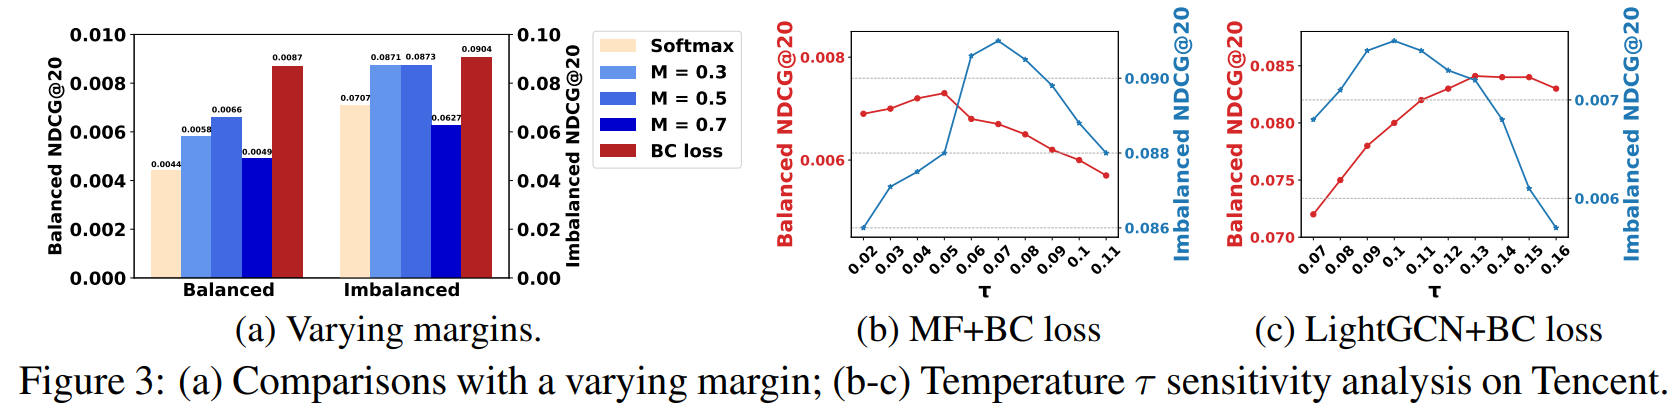 Balanced NDCG@20
0.010
0.008
0.006
0.004
0.002
0.000
0.0044
0.0058
0.0066
0.0049
0.0087
0.0707
0.0871
0.0873
0.0627
0.0904
Balanced
Imbalanced
0.10
0.08
0.06
0.04
0.02
0.00
Imbalanced NDCG@20
Softmax
M = 0.3
M = 0.5
M = 0.7
BC loss
(a) Varying margins.
Balanced NDCG@20
0.008
0.006
0.02
0.03
0.04
0.05
0.06
0.07
0.08
0.09
0.1
0.11
τ
0.090
0.088
0.086
Imbalanced NDCG@20
(b) MF+BC loss
Balanced NDCG@20
0.085
0.080
0.075
0.070
0.07
0.08
0.09
0.1
0.11
0.12
0.13
0.14
0.15
0.16
τ
0.007
0.006
Imbalanced NDCG@20
(c) LightGCN+BC loss
Figure 3: (a) Comparisons with a varying margin; (b-c) Temperature τ sensitivity analysis on Tencent.